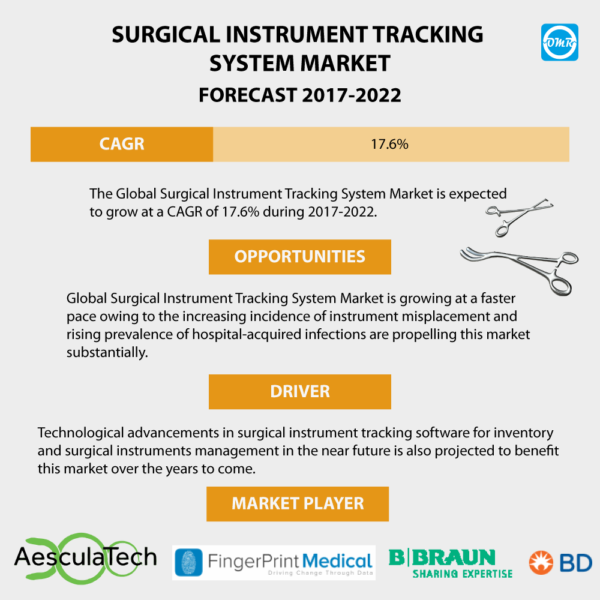 SURGICAL INSTRUMENT TRACKING
SYSTEM MARKET
FORECAST 2017-2022
OMR
CAGR
17.6%
The Global Surgical Instrument Tracking System Market is expected
to grow at a CAGR of 17.6% during 2017-2022.
OPPORTUNITIES
Global Surgical Instrument Tracking System Market is growing at a faster
pace owing to the increasing incidence of instrument misplacement and
rising prevalence of hospital-acquired infections are propelling this market
substantially.
DRIVER
Technological advancements in surgical instrument tracking software for inventory
and surgical instruments management in the near future is also projected to benefit
this market over the years to come.
MARKET PLAYER
AesculaTech
FingerPrint Medical
Driving Change Through Data
B|BRAUN
SHARING EXPERTISE
BD